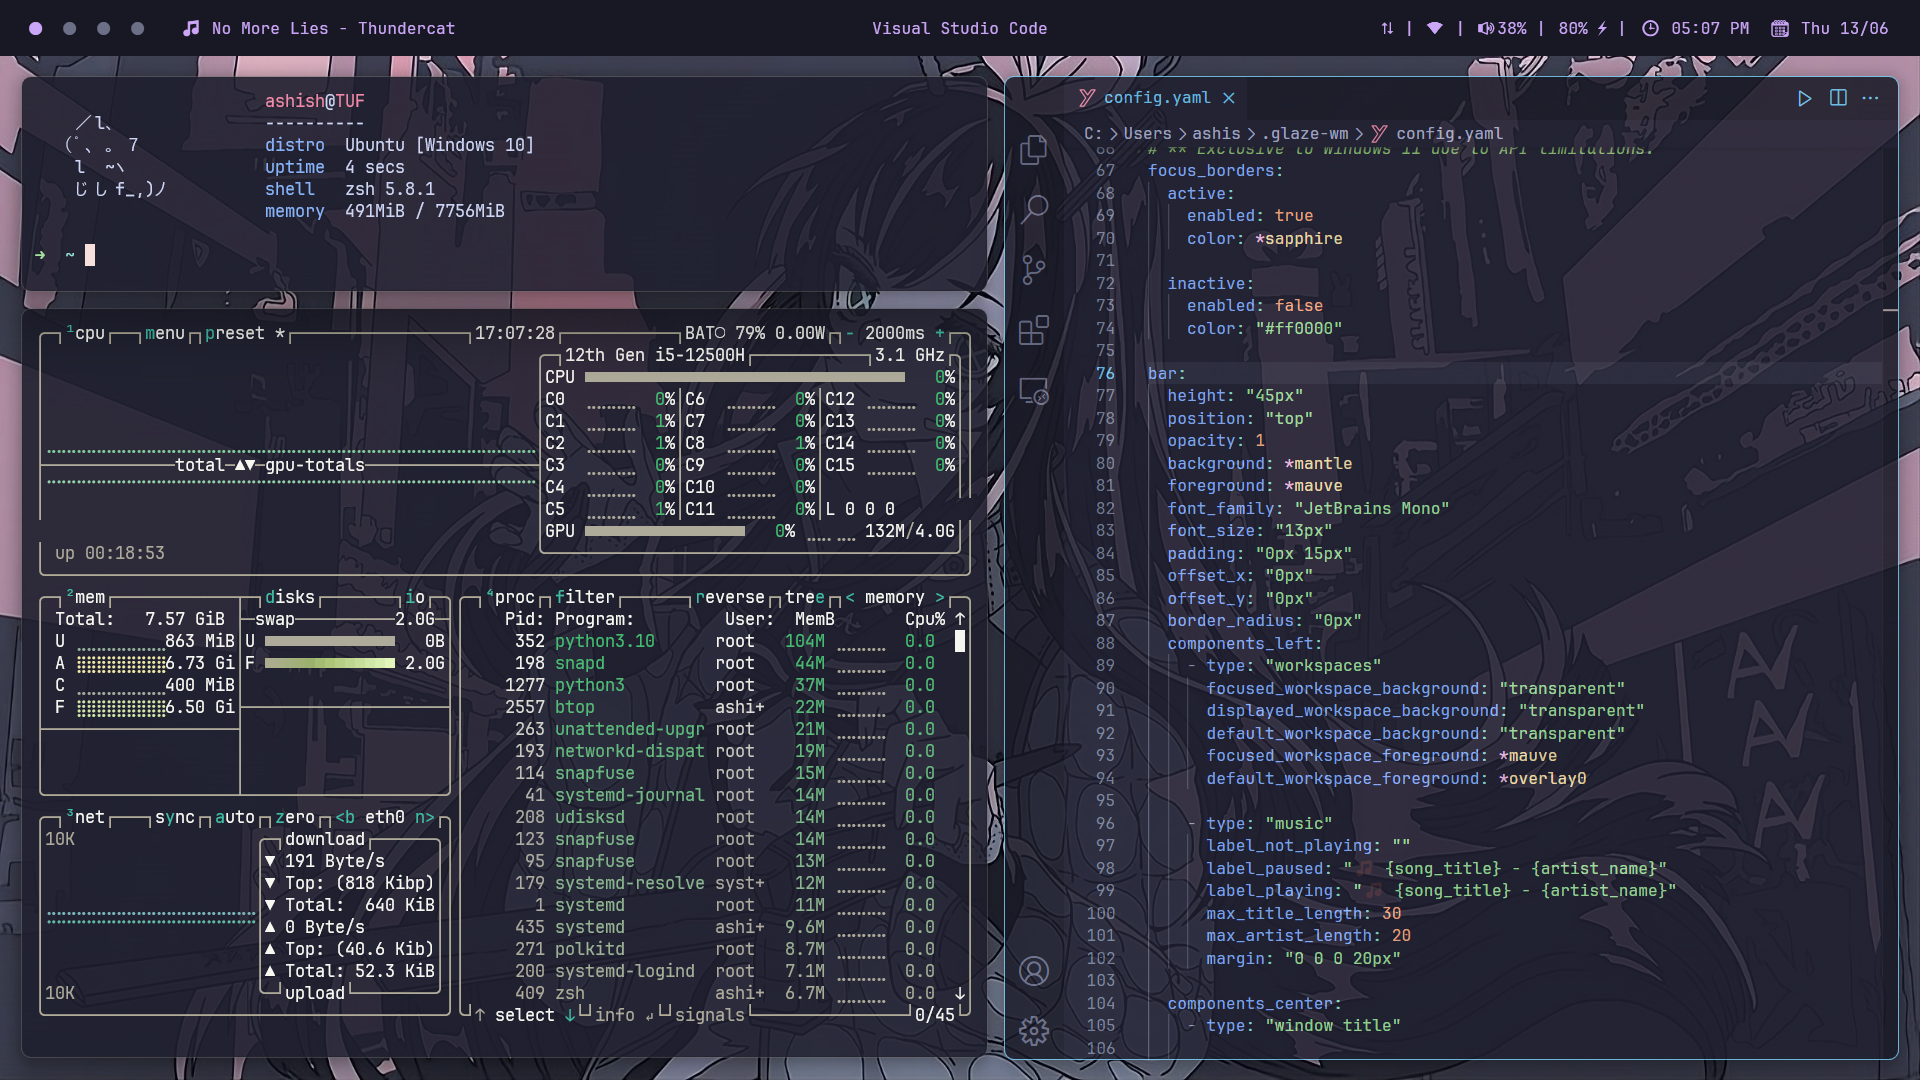 No More Lies - Thundercat
Visual Studio Code
38% | 80% | 05:07 PM Thu 13/06
ashish@TUF
----------
distro Ubuntu [Windows 10]
uptime 4 secs
shell zsh 5.8.1
memory 491MiB / 7756MiB
／l、
（ﾟ､ 。 7
l ~ヽ
じしf_,)ノ
➜ ~
1cpu menu preset * 17:07:28 BAT 79% 0.00W - 2000ms +
12th Gen i5-12500H 3.1 GHz
CPU 0%
C0 0% C6 0% C12 0%
C1 1% C7 0% C13 0%
C2 1% C8 1% C14 0%
C3 0% C9 0% C15 0%
C4 0% C10 0%
C5 1% C11 0% L 0 0 0
GPU 0% 132M/4.0G
total ▲▼ gpu-totals
up 00:18:53
2mem disks io
Total: 7.57 GiB swap 2.0G
U 863 MiB U 0B
A 6.73 Gi F 2.0G
C 400 MiB
F 6.50 Gi
3net sync auto zero <b eth0 n>
10K
download
▼ 191 Byte/s
▼ Top: (818 Kibp)
▼ Total: 640 KiB
▲ 0 Byte/s
▲ Top: (40.6 Kib)
▲ Total: 52.3 KiB
upload
10K
4proc filter reverse tree < memory >
Pid: Program: User: MemB Cpu% ↑
352 python3.10 root 104M 0.0
198 snapd root 44M 0.0
1277 python3 root 37M 0.0
2557 btop ashi+ 22M 0.0
263 unattended-upgr root 21M 0.0
193 networkd-dispat root 19M 0.0
114 snapfuse root 15M 0.0
41 systemd-journal root 14M 0.0
208 udisksd root 14M 0.0
123 snapfuse root 14M 0.0
95 snapfuse root 13M 0.0
179 systemd-resolve syst+ 12M 0.0
1 systemd root 11M 0.0
435 systemd ashi+ 9.6M 0.0
271 polkitd root 8.7M 0.0
200 systemd-logind root 7.1M 0.0
409 zsh ashi+ 6.7M 0.0 ↓
↑ select ↓ info ↲ signals 0/45
config.yaml
C: > Users > ashis > .glaze-wm > config.yaml
66 # ** Exclusive to Windows 11 due to API limitations.
67 focus_borders:
68 active:
69 enabled: true
70 color: *sapphire
71
72 inactive:
73 enabled: false
74 color: "#ff0000"
75
76 bar:
77 height: "45px"
78 position: "top"
79 opacity: 1
80 background: *mantle
81 foreground: *mauve
82 font_family: "JetBrains Mono"
83 font_size: "13px"
84 padding: "0px 15px"
85 offset_x: "0px"
86 offset_y: "0px"
87 border_radius: "0px"
88 components_left:
89 - type: "workspaces"
90 focused_workspace_background: "transparent"
91 displayed_workspace_background: "transparent"
92 default_workspace_background: "transparent"
93 focused_workspace_foreground: *mauve
94 default_workspace_foreground: *overlay0
95
96 - type: "music"
97 label_not_playing: ""
98 label_paused: "🎵 {song_title} - {artist_name}"
99 label_playing: "🎵 {song_title} - {artist_name}"
100 max_title_length: 30
101 max_artist_length: 20
102 margin: "0 0 0 20px"
103
104 components_center:
105 - type: "window title"
106